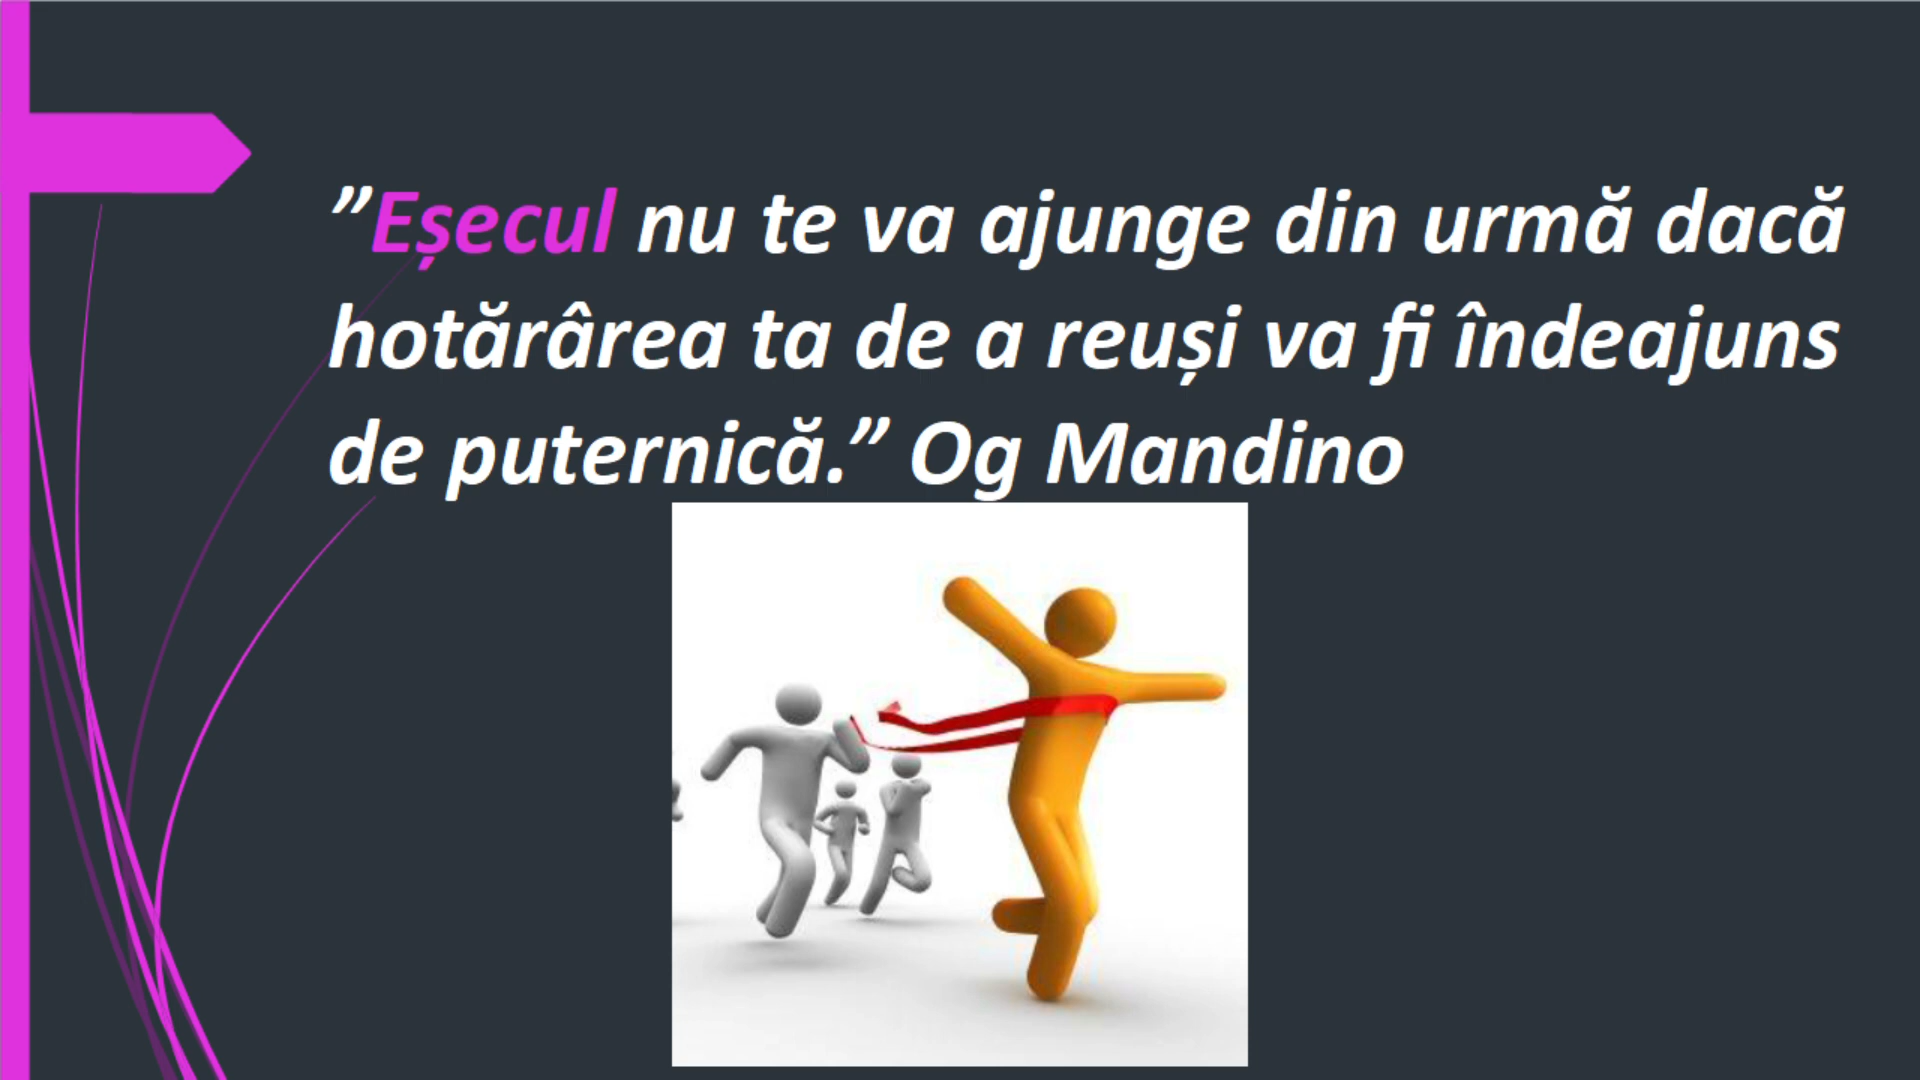 ”Eșecul nu te va ajunge din urmă dacă
hotărârea ta de a reuși va fi îndeajuns
de puternică.” Og Mandino